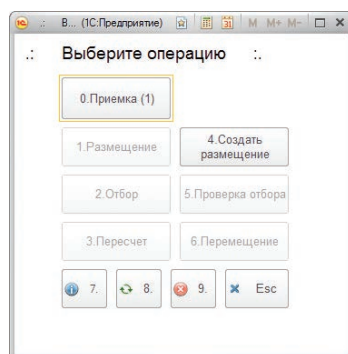 .: В... (1С:Предприятие) M M+ M-
.: Выберите операцию :.
0.Приемка (1)
1.Размещение
4.Создать
размещение
2.Отбор
5.Проверка отбора
3.Пересчет
6.Перемещение
7.
8.
9.
Esc